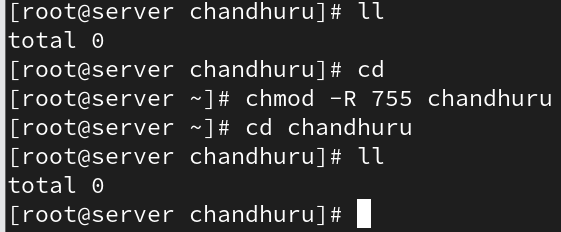 [root@server chandhuru]# ll
total 0
[root@server chandhuru]# cd
[root@server ~]# chmod -R 755 chandhuru
[root@server ~]# cd chandhuru
[root@server chandhuru]# ll
total 0
[root@server chandhuru]#